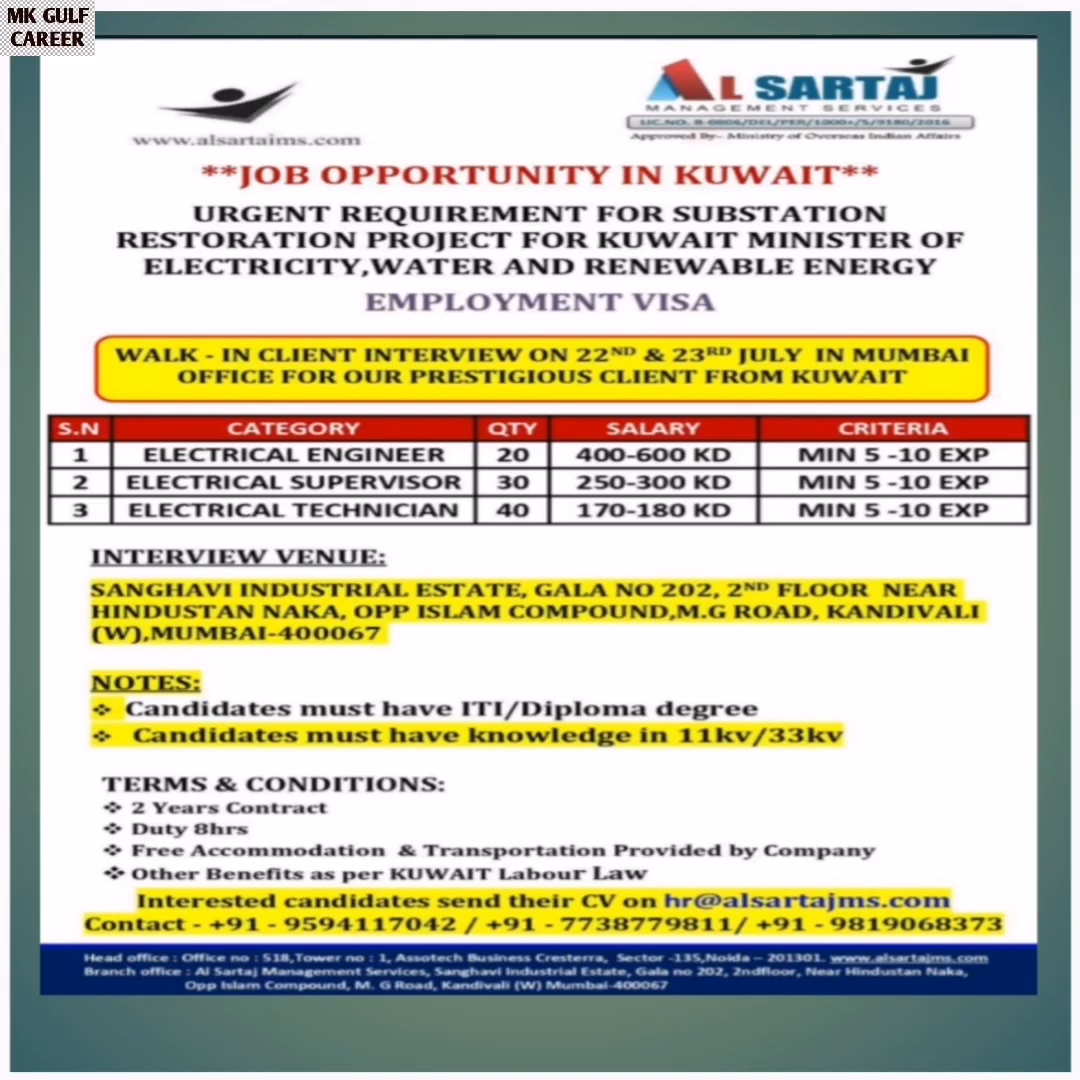 MK GULF
CAREER
www.alsartajms.com
AL SARTAJ
MANAGEMENT SERVICES
LIC.NO. B-0806/DEL/PER/1000+/5/9180/2016
Approved By- Ministry of Overseas Indian Affairs
**JOB OPPORTUNITY IN KUWAIT**
URGENT REQUIREMENT FOR SUBSTATION
RESTORATION PROJECT FOR KUWAIT MINISTER OF
ELECTRICITY,WATER AND RENEWABLE ENERGY
EMPLOYMENT VISA
WALK - IN CLIENT INTERVIEW ON 22ND & 23RD JULY IN MUMBAI
OFFICE FOR OUR PRESTIGIOUS CLIENT FROM KUWAIT
S.N CATEGORY QTY SALARY CRITERIA
1 ELECTRICAL ENGINEER 20 400-600 KD MIN 5 -10 EXP
2 ELECTRICAL SUPERVISOR 30 250-300 KD MIN 5 -10 EXP
3 ELECTRICAL TECHNICIAN 40 170-180 KD MIN 5 -10 EXP
INTERVIEW VENUE:
SANGHAVI INDUSTRIAL ESTATE, GALA NO 202, 2ND FLOOR NEAR
HINDUSTAN NAKA, OPP ISLAM COMPOUND,M.G ROAD, KANDIVALI
(W),MUMBAI-400067
NOTES:
❖ Candidates must have ITI/Diploma degree
❖ Candidates must have knowledge in 11kv/33kv
TERMS & CONDITIONS:
❖ 2 Years Contract
❖ Duty 8hrs
❖ Free Accommodation & Transportation Provided by Company
❖ Other Benefits as per KUWAIT Labour Law
Interested candidates send their CV on hr@alsartajms.com
Contact - +91 - 9594117042 / +91 - 7738779811/ +91 - 9819068373
Head office : Office no : 518,Tower no : 1, Assotech Business Cresterra, Sector -135,Noida – 201301. www.alsartajms.com
Branch office : Al Sartaj Management Services, Sanghavi Industrial Estate, Gala no 202, 2ndfloor, Near Hindustan Naka,
Opp Islam Compound, M. G Road, Kandivali (W) Mumbai-400067